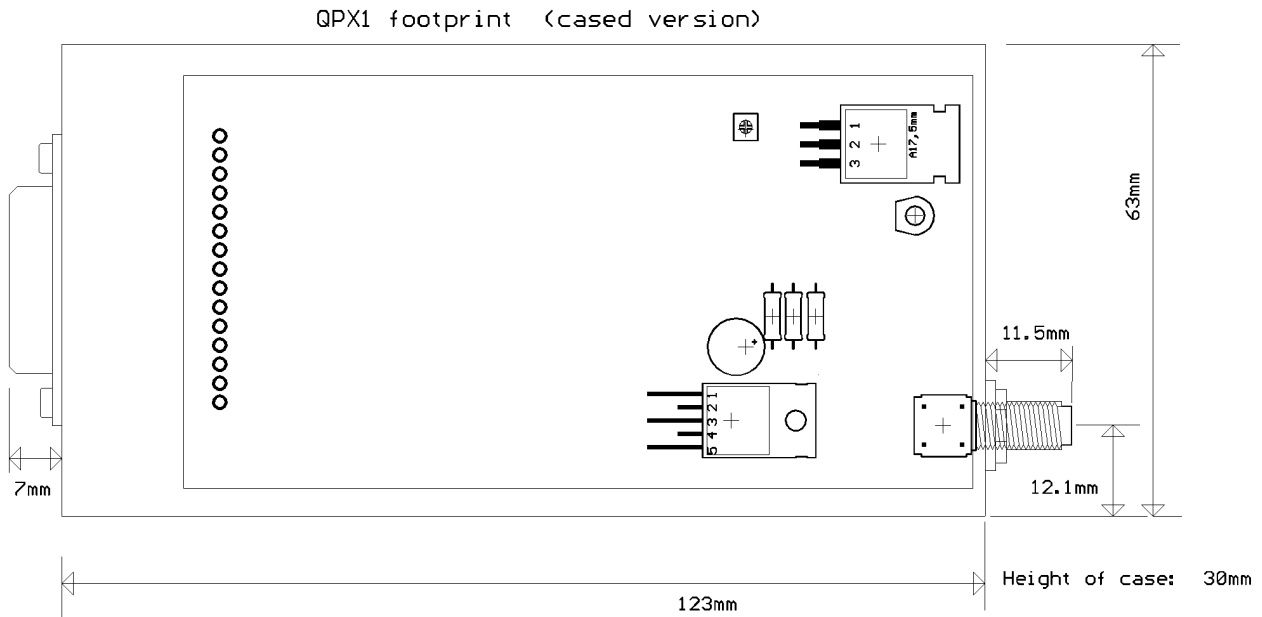 QPX1 footprint (cased version)
1
2
3
A17,5mm
63mm
11.5mm
+
1
2
3
4
5
12.1mm
7mm
Height of case: 30mm
123mm